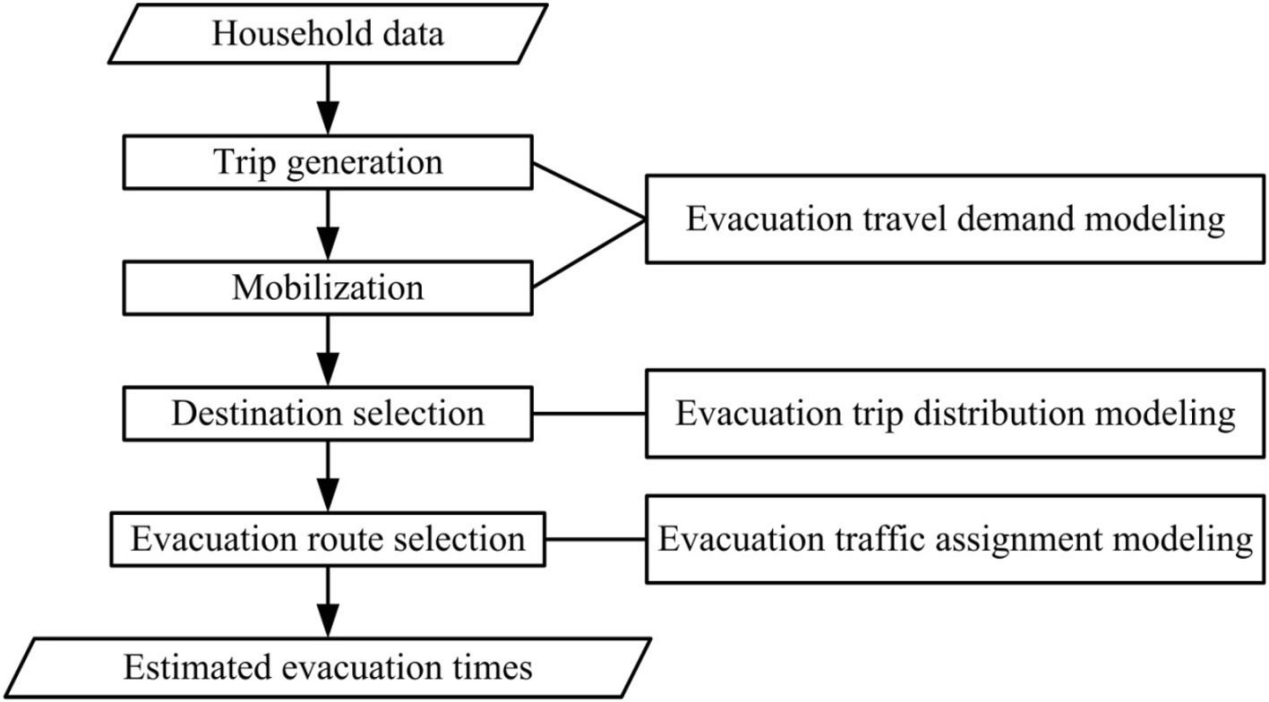 Household data
Trip generation
Evacuation travel demand modeling
Mobilization
Destination selection
Evacuation trip distribution modeling
Evacuation route selection
Evacuation traffic assignment modeling
Estimated evacuation times